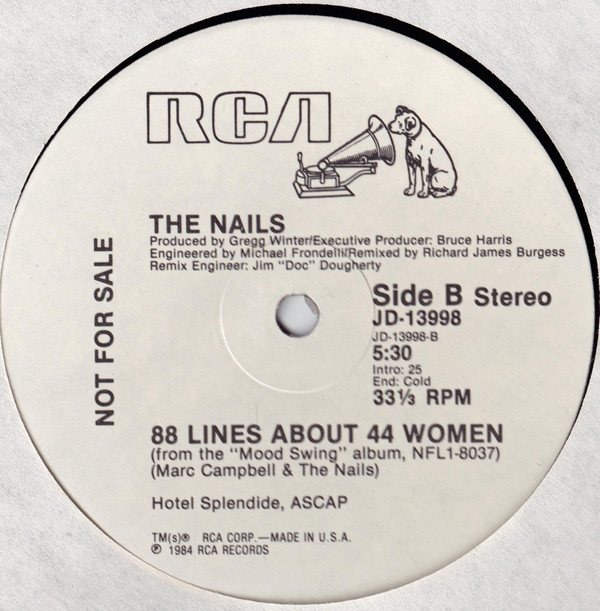 RCA
THE NAILS
Produced by Gregg Winter/Executive Producer: Bruce Harris
Engineered by Michael Frondelli/Remixed by Richard James Burgess
Remix Engineer: Jim "Doc" Dougherty
NOT FOR SALE
Side B Stereo
JD-13998
JD-13998-B
5:30
Intro: 25
End: Cold
33⅓ RPM
88 LINES ABOUT 44 WOMEN
(from the "Mood Swing" album, NFL1-8037)
(Marc Campbell & The Nails)
Hotel Splendide, ASCAP
TM(s)® RCA CORP.—MADE IN U.S.A.
℗ 1984 RCA RECORDS